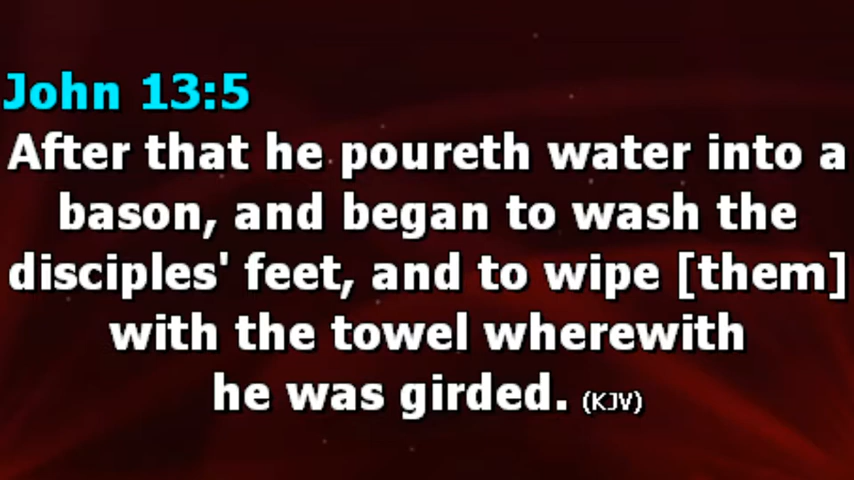 John 13:5
After that he poureth water into a
bason, and began to wash the
disciples' feet, and to wipe [them]
with the towel wherewith
he was girded. (KJV)